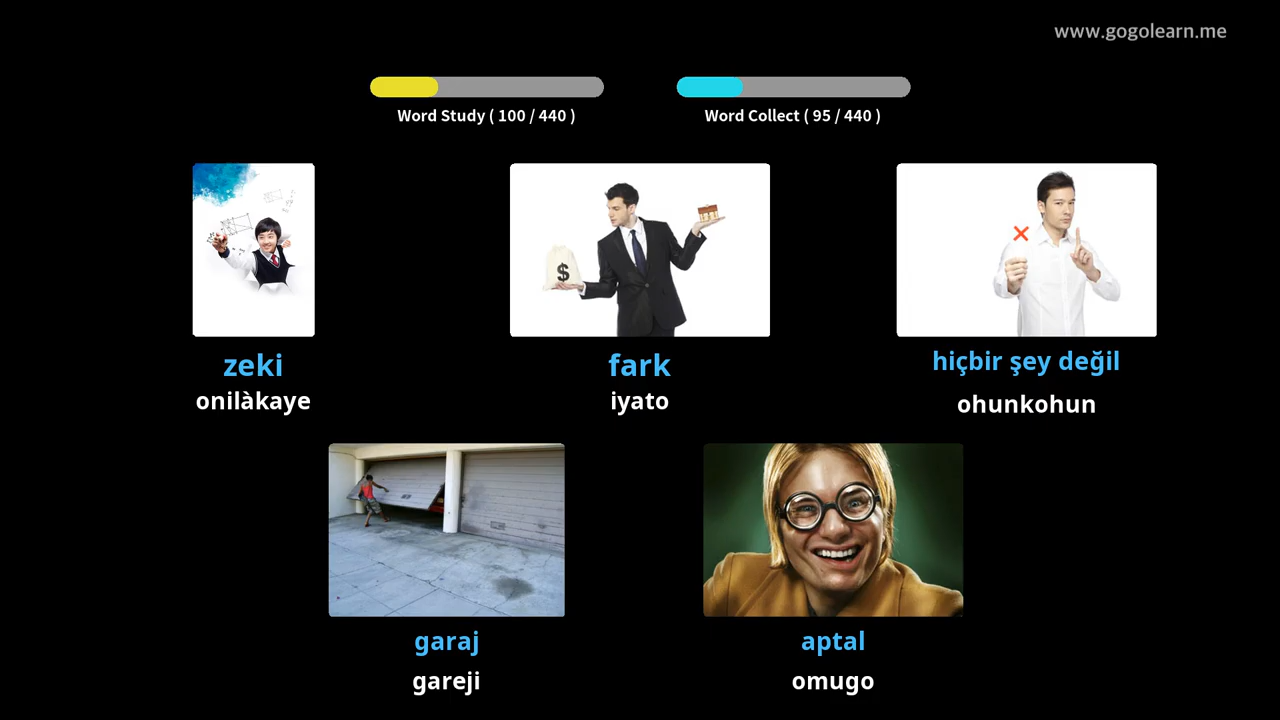 www.gogolearn.me
Word Study ( 100 / 440 )
Word Collect ( 95 / 440 )
$
zeki
onilàkaye
fark
iyato
hiçbir şey değil
ohunkohun
garaj
gareji
aptal
omugo